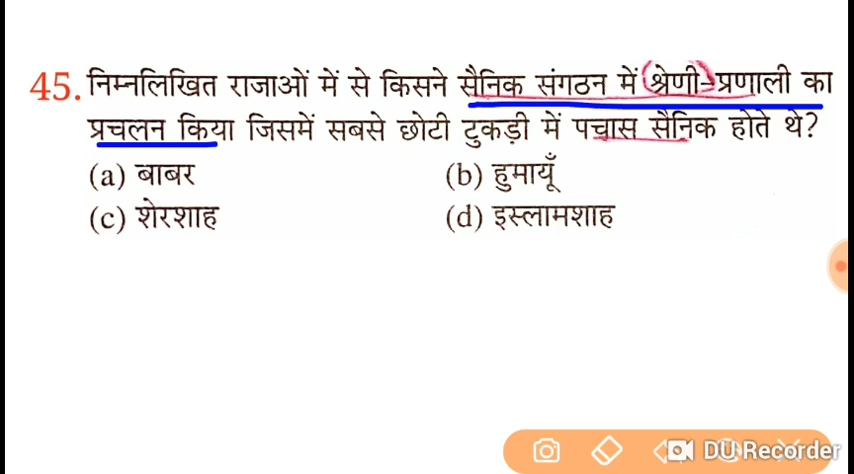 45. निम्नलिखित राजाओं में से किसने सैनिक संगठन में श्रेणी-प्रणाली का
प्रचलन किया जिसमें सबसे छोटी टुकड़ी में पचास सैनिक होते थे?
(a) बाबर (b) हुमायूँ
(c) शेरशाह (d) इस्लामशाह
DU Recorder